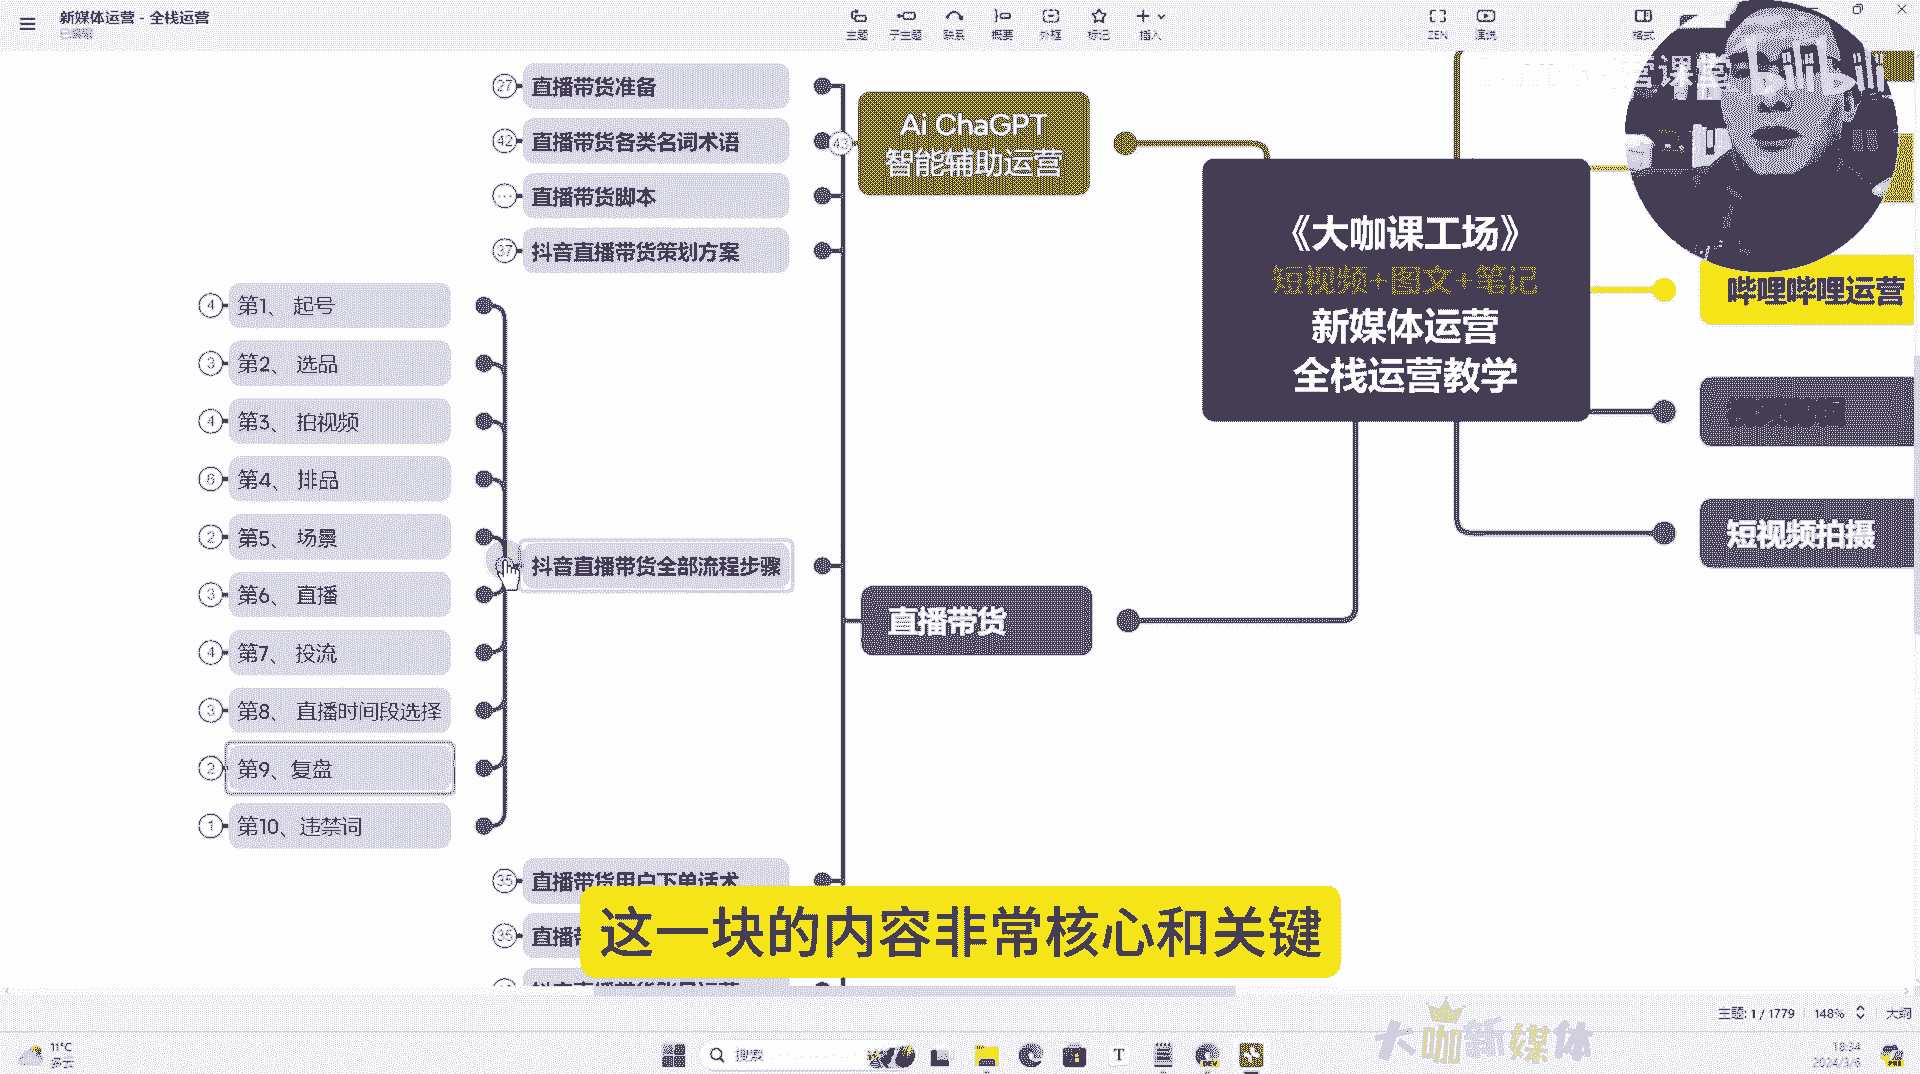 新媒体运营 - 全栈运营
已编辑
主题
子主题
联系
概要
外框
标记
插入
ZEN
演说
格式
营课堂 bilibili
27 直播带货准备
42 直播带货各类名词术语
直播带货脚本
37 抖音直播带货策划方案
4 第1、 起号
3 第2、 选品
4 第3、 拍视频
6 第4、 排品
2 第5、 场景
3 第6、 直播
4 第7、 投流
3 第8、 直播时间段选择
2 第9、复盘
1 第10、违禁词
抖音直播带货全部流程步骤
35 直播带货用户下单话术
35 直播带
43
Ai ChaGPT
智能辅助运营
直播带货
《大咖课工场》
短视频+图文+笔记
新媒体运营
全栈运营教学
哔哩哔哩运营
短视频拍摄
这一块的内容非常核心和关键
主题: 1 / 1779
148%
大纲
大咖新媒体
11°C
多云
搜索
18:34
2024/3/6